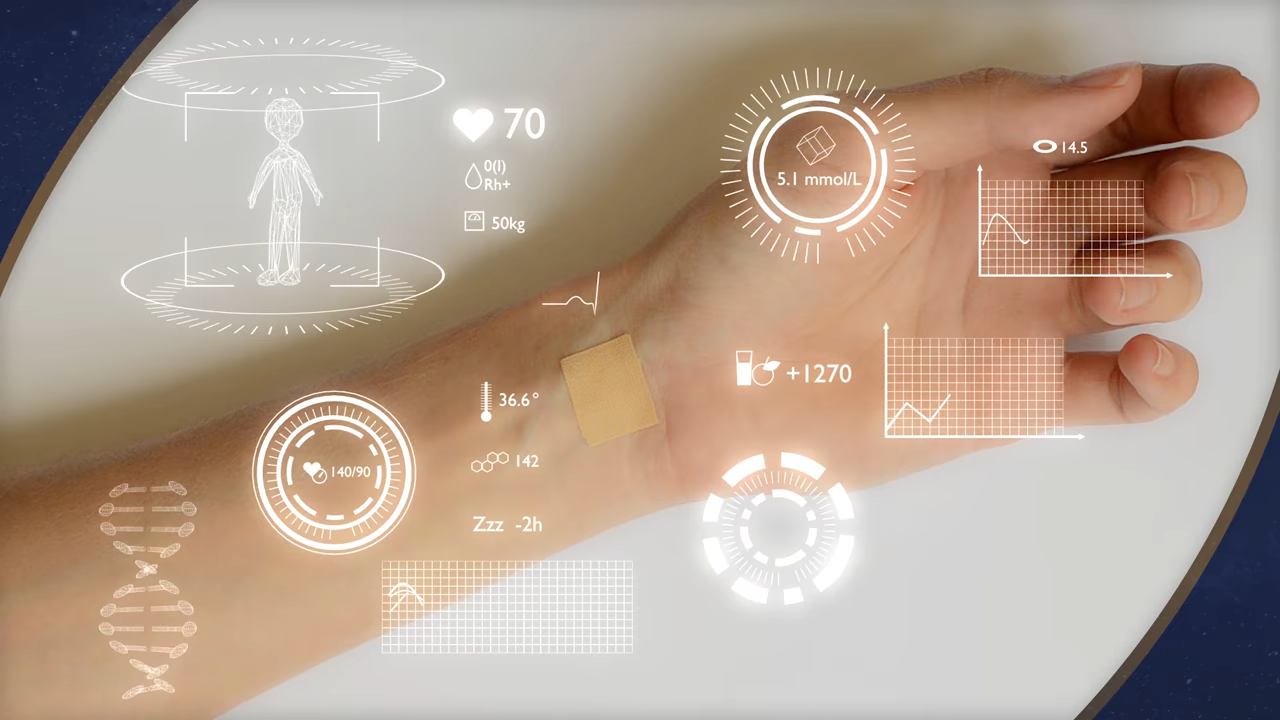 70
0(I)
Rh+
50kg
5.1 mmol/L
14.5
+1270
36.6°
140/90
142
Zzz -2h